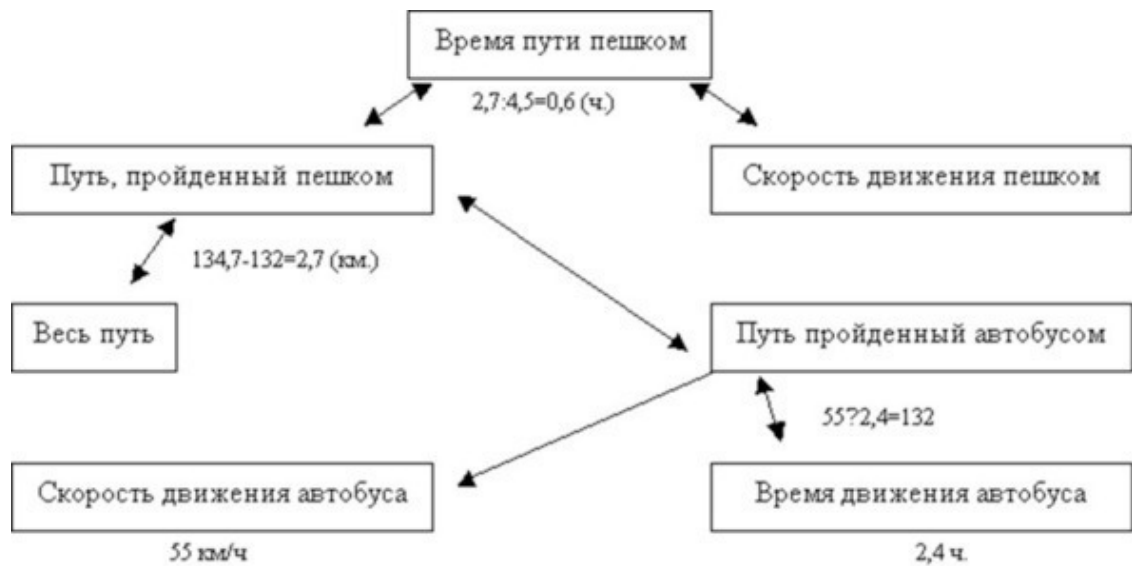 Время пути пешком
2,7:4,5=0,6 (ч.)
Путь, пройденный пешком
Скорость движения пешком
134,7-132=2,7 (км.)
Весь путь
Путь пройденный автобусом
55?2,4=132
Скорость движения автобуса
Время движения автобуса
55 км/ч
2,4 ч.